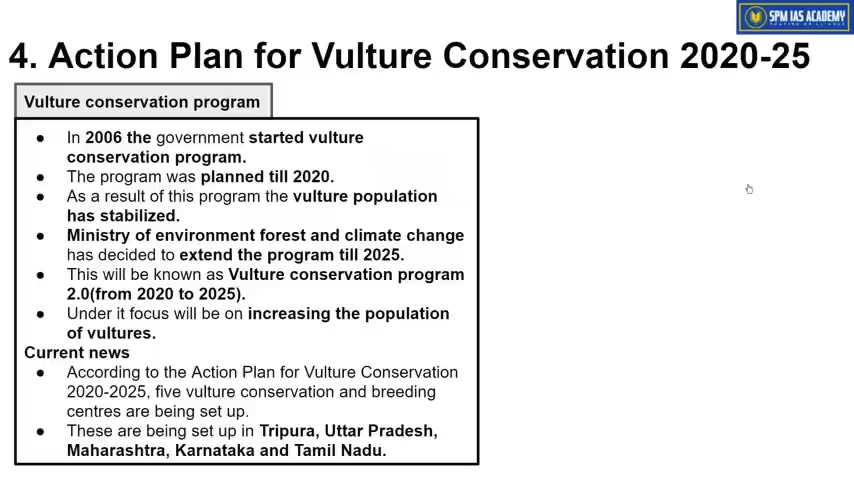 SPM IAS ACADEMY
4. Action Plan for Vulture Conservation 2020-25
Vulture conservation program
● In 2006 the government started vulture
conservation program.
● The program was planned till 2020.
● As a result of this program the vulture population
has stabilized.
● Ministry of environment forest and climate change
has decided to extend the program till 2025.
● This will be known as Vulture conservation program
2.0(from 2020 to 2025).
● Under it focus will be on increasing the population
of vultures.
Current news
● According to the Action Plan for Vulture Conservation
2020-2025, five vulture conservation and breeding
centres are being set up.
● These are being set up in Tripura, Uttar Pradesh,
Maharashtra, Karnataka and Tamil Nadu.